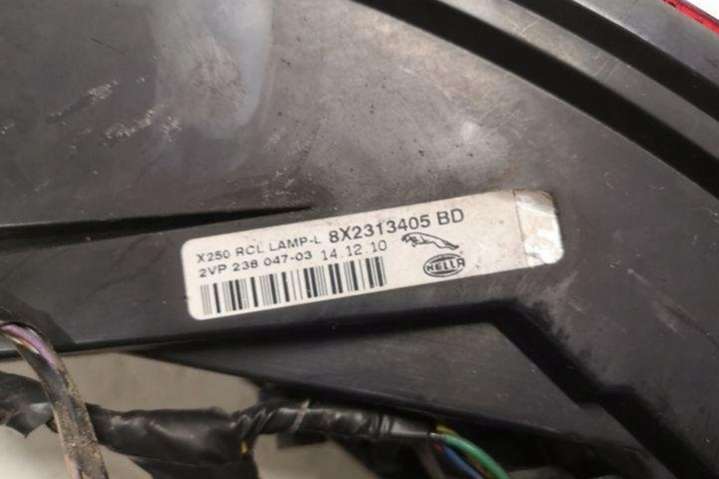 X250 RCL LAMP-L 8X2313405 BD
2VP 238 047-03 14.12.10
HELLA